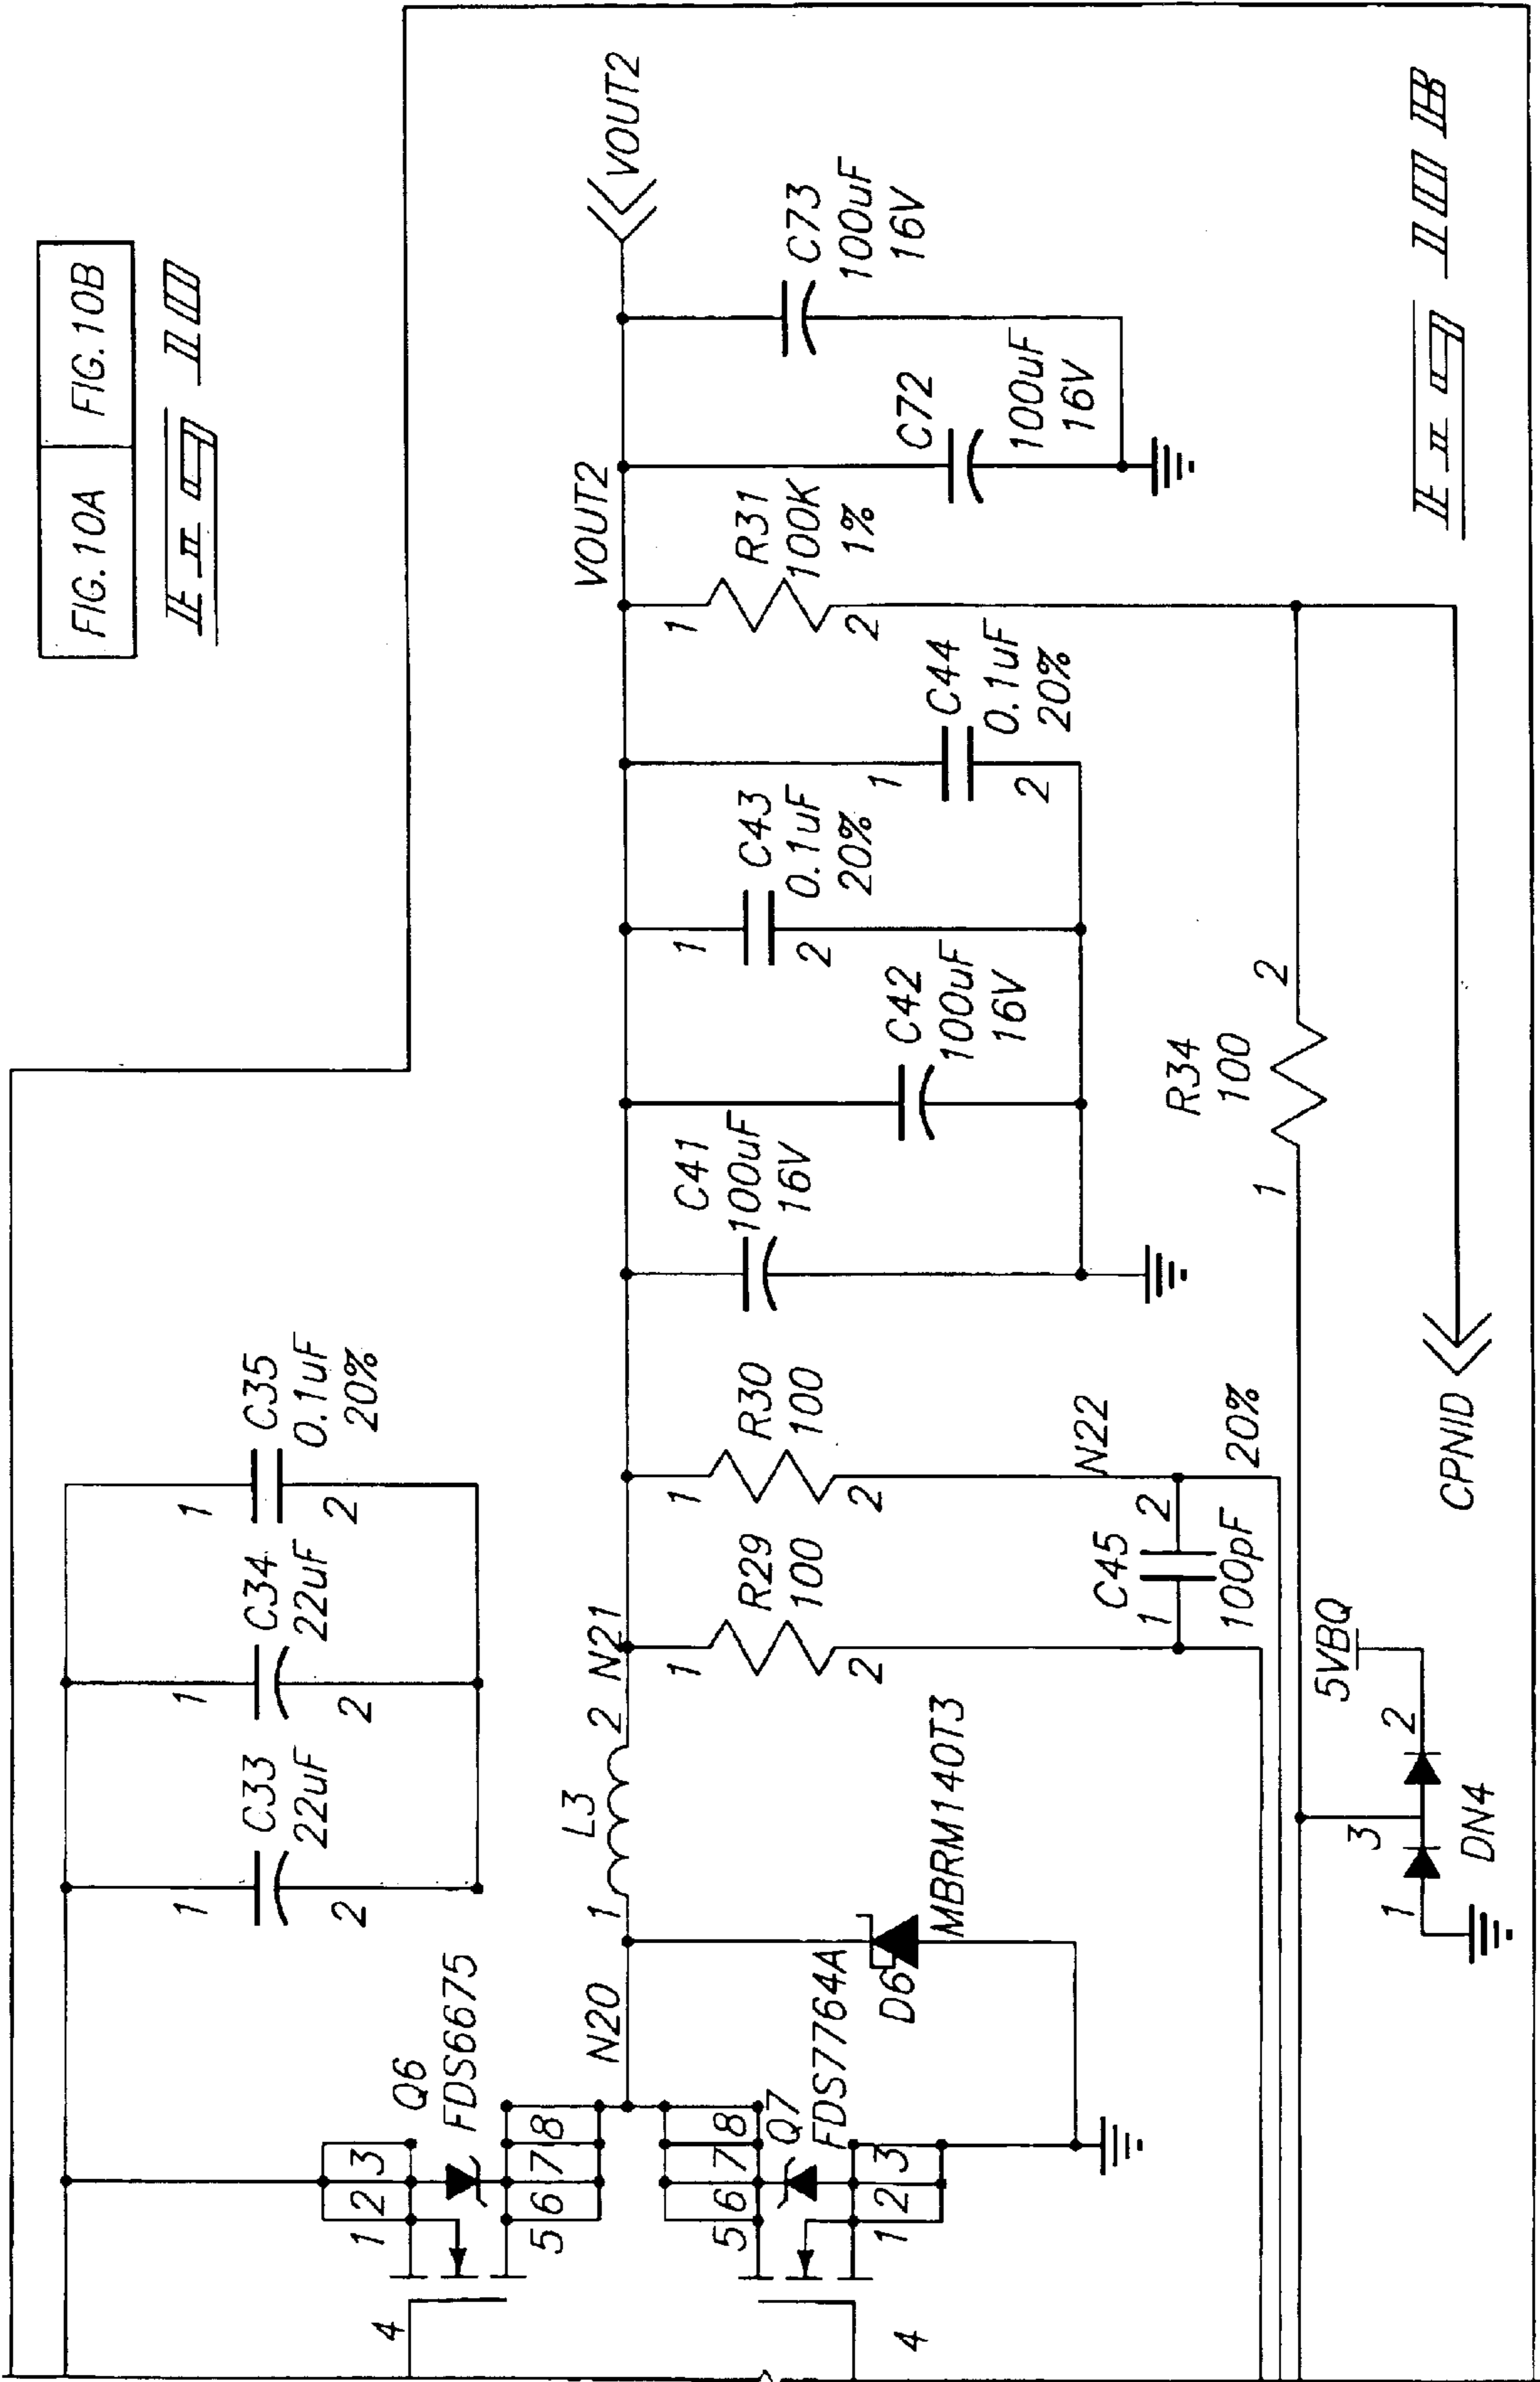 FIG.10A FIG.10B
Fig 10
C33
22uF
1
2
C34
22uF
1
2
C35
0.1uF
20%
1
2
Q6
FDS6675
1 2 3
4
5 6 7 8
N20
L3
1 2
N21
VOUT2
VOUT2
5 6 7 8
Q7
FDS7764A
1 2 3
4
D6
MBRM140T3
R29
100
1
2
R30
100
1
2
N22
C45
1 2
100pF 20%
C41
100uF
16V
C42
100uF
16V
C43
0.1uF
20%
1
2
C44
0.1uF
20%
1
2
R31
100K
1%
1
2
C72
100uF
16V
C73
100uF
16V
R34
100
1 2
5VBQ
1 3 2
DN4
CPNID
Fig 10B